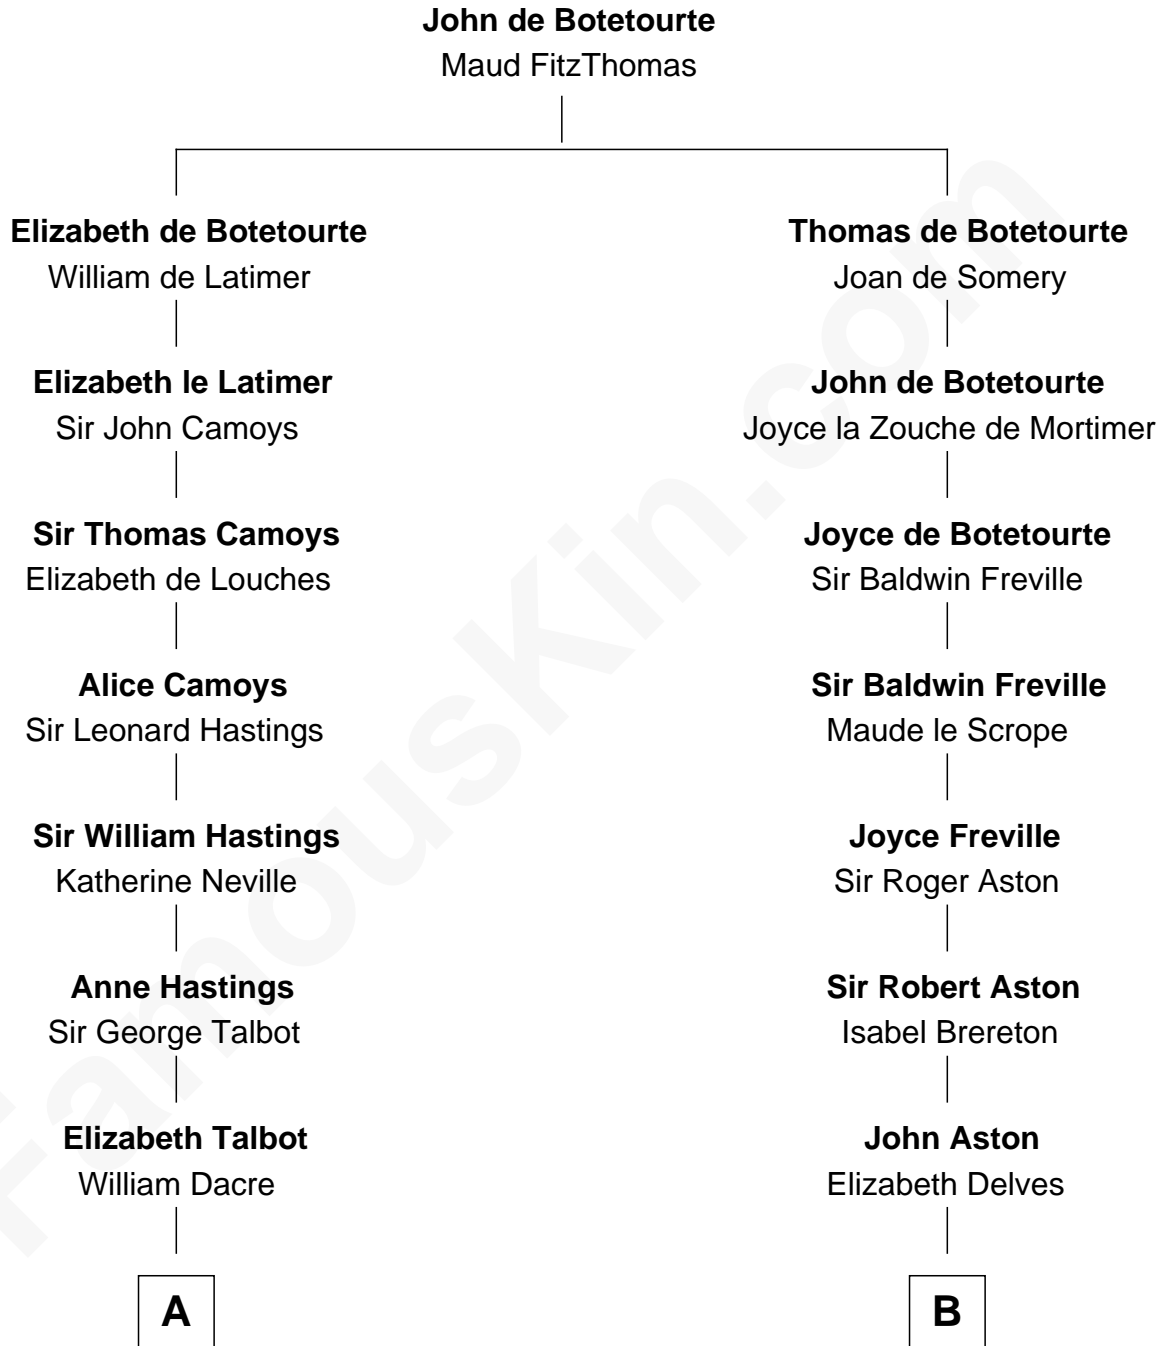 John de Botetourte
Maud FitzThomas
Elizabeth de Botetourte
William de Latimer
Elizabeth le Latimer
Sir John Camoys
Sir Thomas Camoys
Elizabeth de Louches
Alice Camoys
Sir Leonard Hastings
Sir William Hastings
Katherine Neville
Anne Hastings
Sir George Talbot
Elizabeth Talbot
William Dacre
A
Thomas de Botetourte
Joan de Somery
John de Botetourte
Joyce la Zouche de Mortimer
Joyce de Botetourte
Sir Baldwin Freville
Sir Baldwin Freville
Maude le Scrope
Joyce Freville
Sir Roger Aston
Sir Robert Aston
Isabel Brereton
John Aston
Elizabeth Delves
B
FamousKin.com